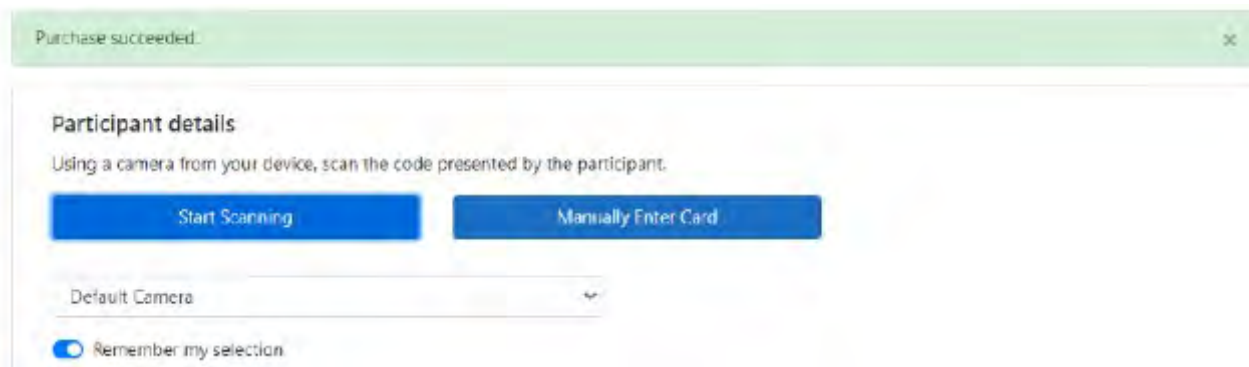 Purchase succeeded.
Participant details
Using a camera from your device, scan the code presented by the participant.
Start Scanning
Manually Enter Card
Default Camera
Remember my selection